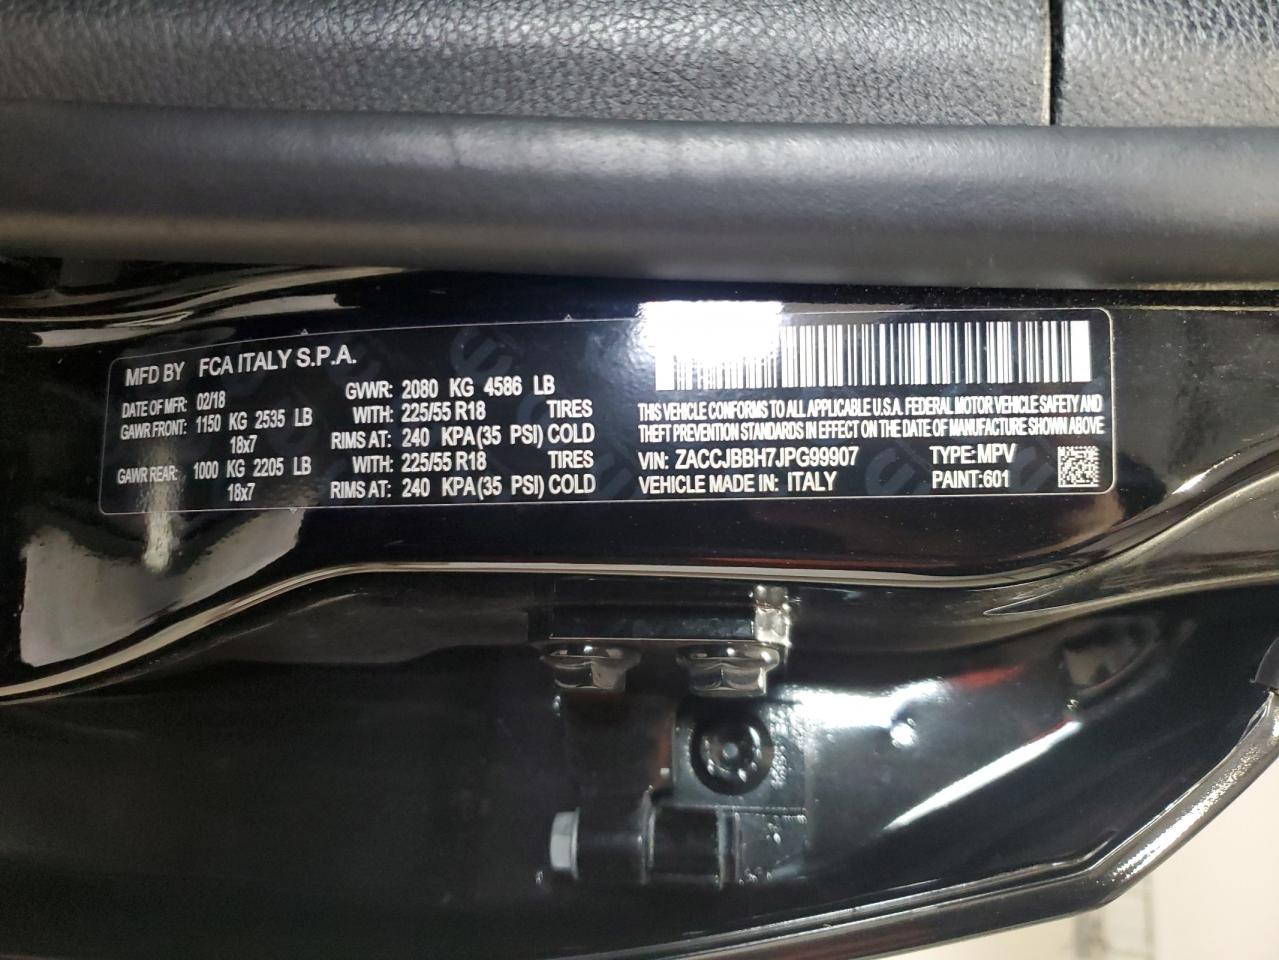 MFD BY FCA ITALY S.P.A.
DATE OF MFR: 02/18 GVWR: 2080 KG 4586 LB
GAWR FRONT: 1150 KG 2535 LB WITH: 225/55 R18 TIRES
18x7 RIMS AT: 240 KPA(35 PSI) COLD
GAWR REAR: 1000 KG 2205 LB WITH: 225/55 R18 TIRES
18x7 RIMS AT: 240 KPA(35 PSI) COLD
THIS VEHICLE CONFORMS TO ALL APPLICABLE U.S.A. FEDERAL MOTOR VEHICLE SAFETY AND
THEFT PREVENTION STANDARDS IN EFFECT ON THE DATE OF MANUFACTURE SHOWN ABOVE
VIN: ZACCJBBH7JPG99907 TYPE: MPV
VEHICLE MADE IN: ITALY PAINT: 601